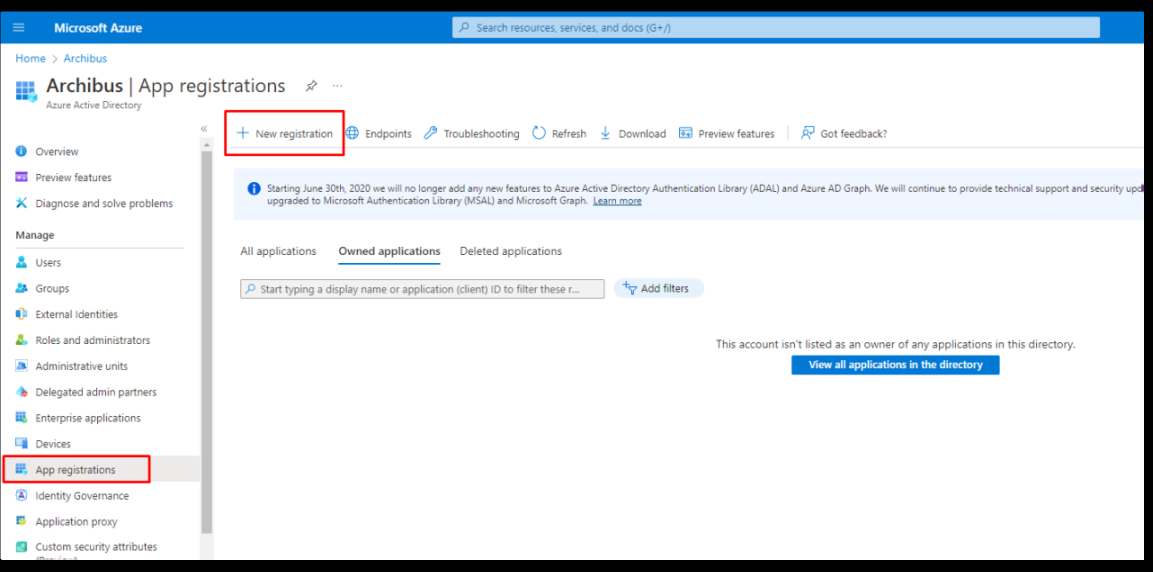 Microsoft Azure
Search resources, services, and docs (G+/)
Home > Archibus
Archibus | App registrations
Azure Active Directory
New registration
Endpoints
Troubleshooting
Refresh
Download
Preview features
Got feedback?
Overview
Preview features
Diagnose and solve problems
Manage
Users
Groups
External Identities
Roles and administrators
Administrative units
Delegated admin partners
Enterprise applications
Devices
App registrations
Identity Governance
Application proxy
Custom security attributes
Starting June 30th, 2020 we will no longer add any new features to Azure Active Directory Authentication Library (ADAL) and Azure AD Graph. We will continue to provide technical support and security
upgraded to Microsoft Authentication Library (MSAL) and Microsoft Graph. Learn more
All applications
Owned applications
Deleted applications
Start typing a display name or application (client) ID to filter these r...
Add filters
This account isn't listed as an owner of any applications in this directory.
View all applications in the directory